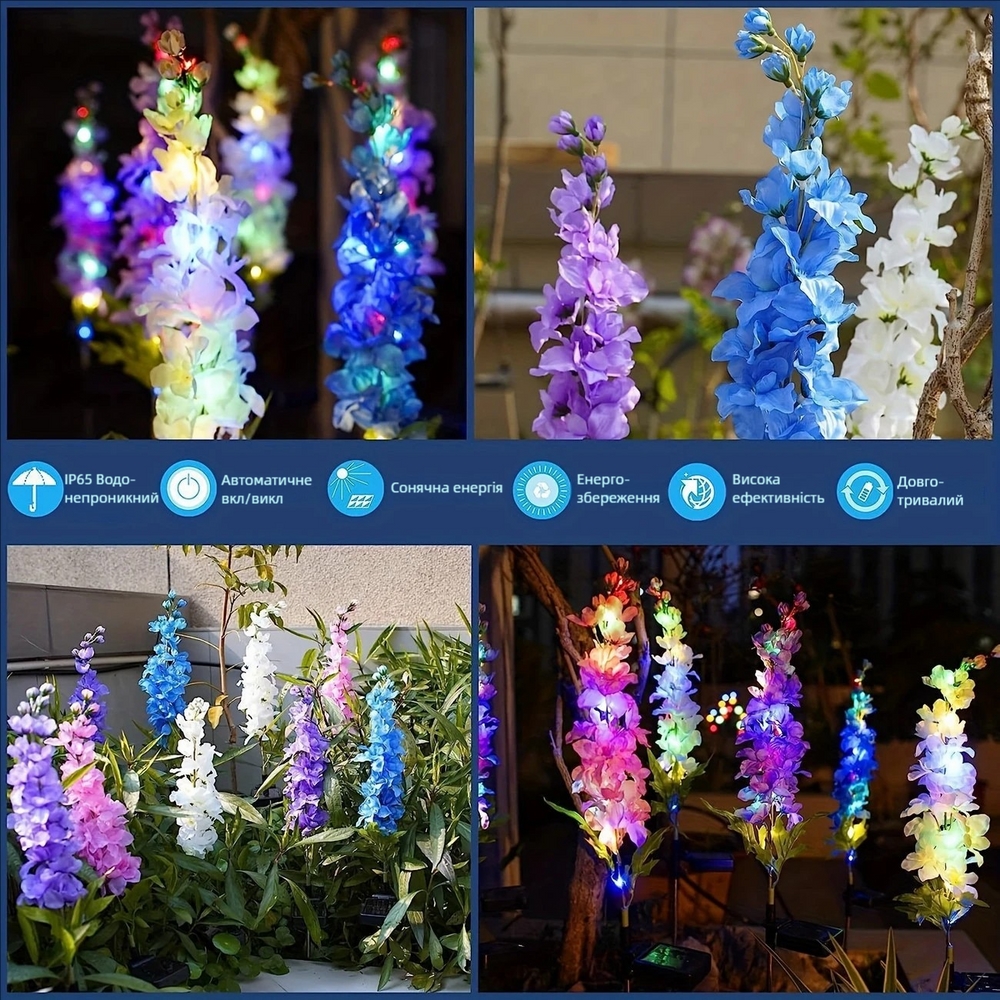 IP65 Водо-
непроникний
Автоматичне
вкл/викл
Сонячна енергія
Енерго-
збереження
Висока
ефективність
Довго-
тривалий